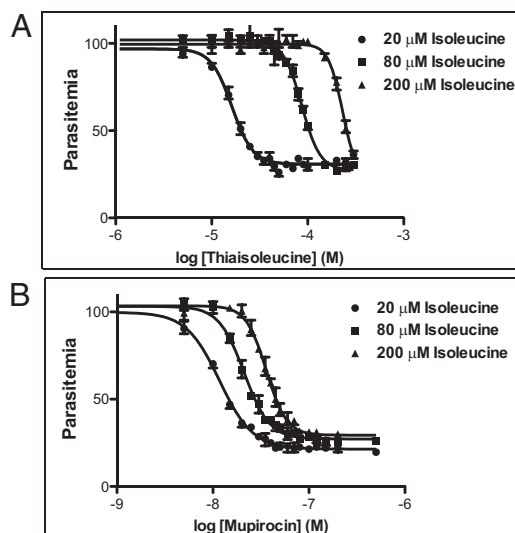 A
Parasitemia
100
50
0
-6
-5
-4
-3
log [Thiaisoleucine] (M)
20 μM Isoleucine
80 μM Isoleucine
200 μM Isoleucine
B
Parasitemia
100
50
0
-9
-8
-7
-6
log [Mupirocin] (M)
20 μM Isoleucine
80 μM Isoleucine
200 μM Isoleucine